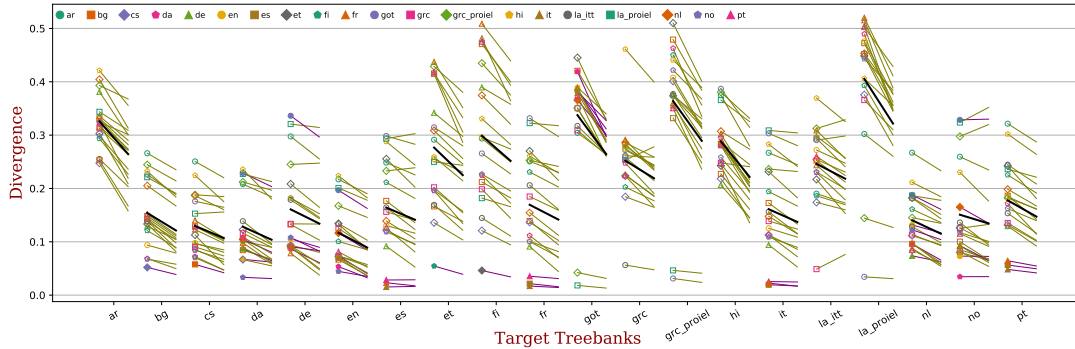 ar bg cs da de en es et fi fr got grc grc_proiel hi it la_itt la_proiel nl no pt
0.5
0.4
0.3
0.2
0.1
0.0
Divergence
ar bg cs da de en es et fi fr got grc grc_proiel hi it la_itt la_proiel nl no pt
Target Treebanks